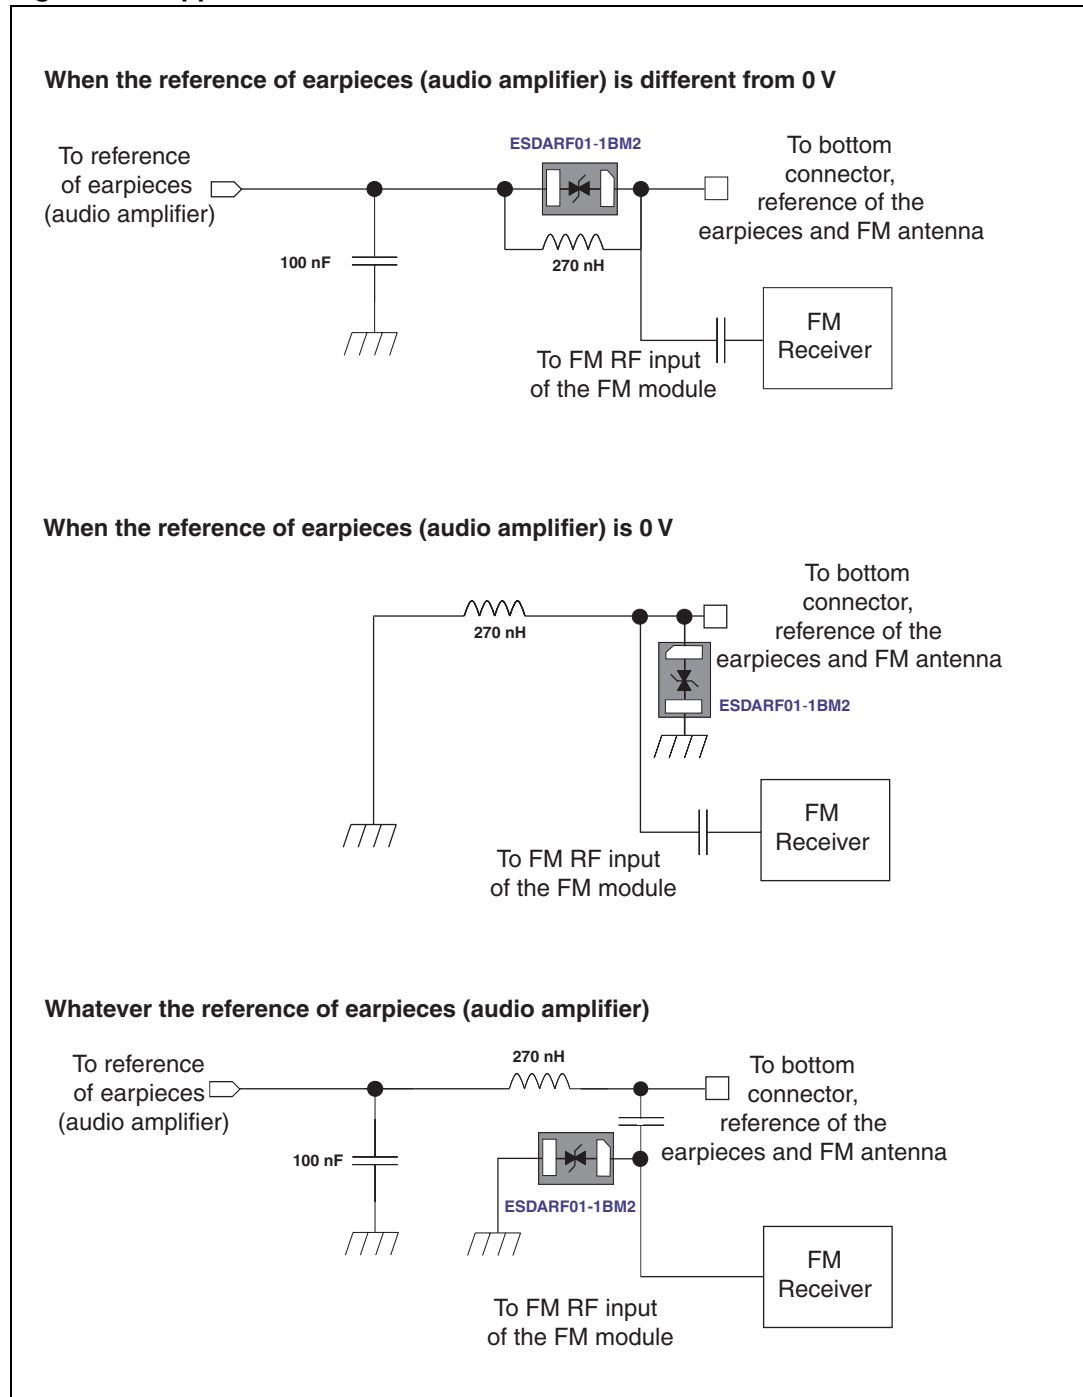 When the reference of earpieces (audio amplifier) is different from 0 V
ESDARF01-1BM2
To reference
of earpieces
(audio amplifier)
To bottom
connector,
reference of the
earpieces and FM antenna
100 nF
270 nH
FM
Receiver
To FM RF input
of the FM module
When the reference of earpieces (audio amplifier) is 0 V
To bottom
connector,
reference of the
earpieces and FM antenna
270 nH
ESDARF01-1BM2
FM
Receiver
To FM RF input
of the FM module
Whatever the reference of earpieces (audio amplifier)
To reference
of earpieces
(audio amplifier)
270 nH
To bottom
connector,
reference of the
earpieces and FM antenna
100 nF
ESDARF01-1BM2
FM
Receiver
To FM RF input
of the FM module